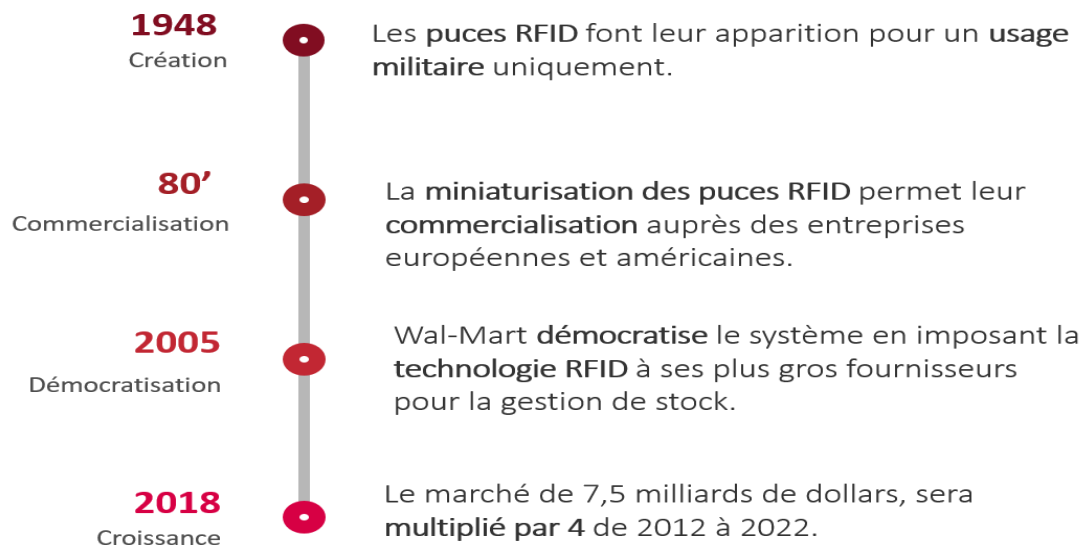 1948
Création
Les puces RFID font leur apparition pour un usage
militaire uniquement.
80’
Commercialisation
La miniaturisation des puces RFID permet leur
commercialisation auprès des entreprises
européennes et américaines.
2005
Démocratisation
Wal-Mart démocratise le système en imposant la
technologie RFID à ses plus gros fournisseurs
pour la gestion de stock.
2018
Croissance
Le marché de 7,5 milliards de dollars, sera
multiplié par 4 de 2012 à 2022.